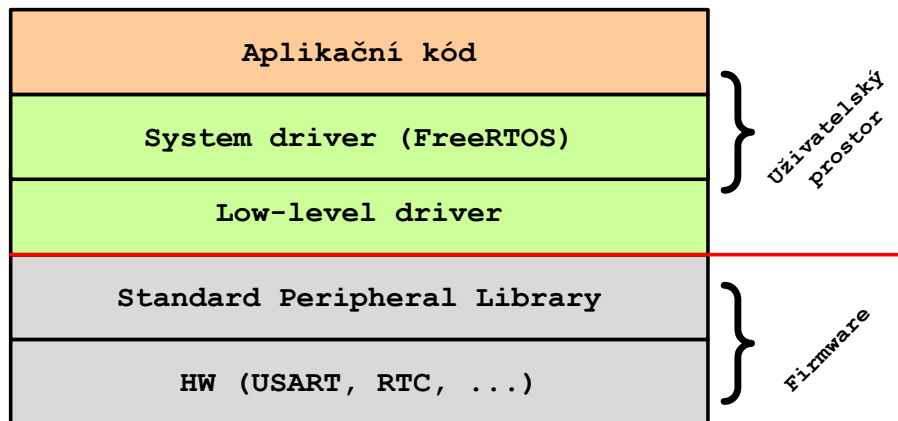 Aplikační kód
System driver (FreeRTOS)
Low-level driver
Uživatelský
prostor
Standard Peripheral Library
HW (USART, RTC, ...)
Firmware